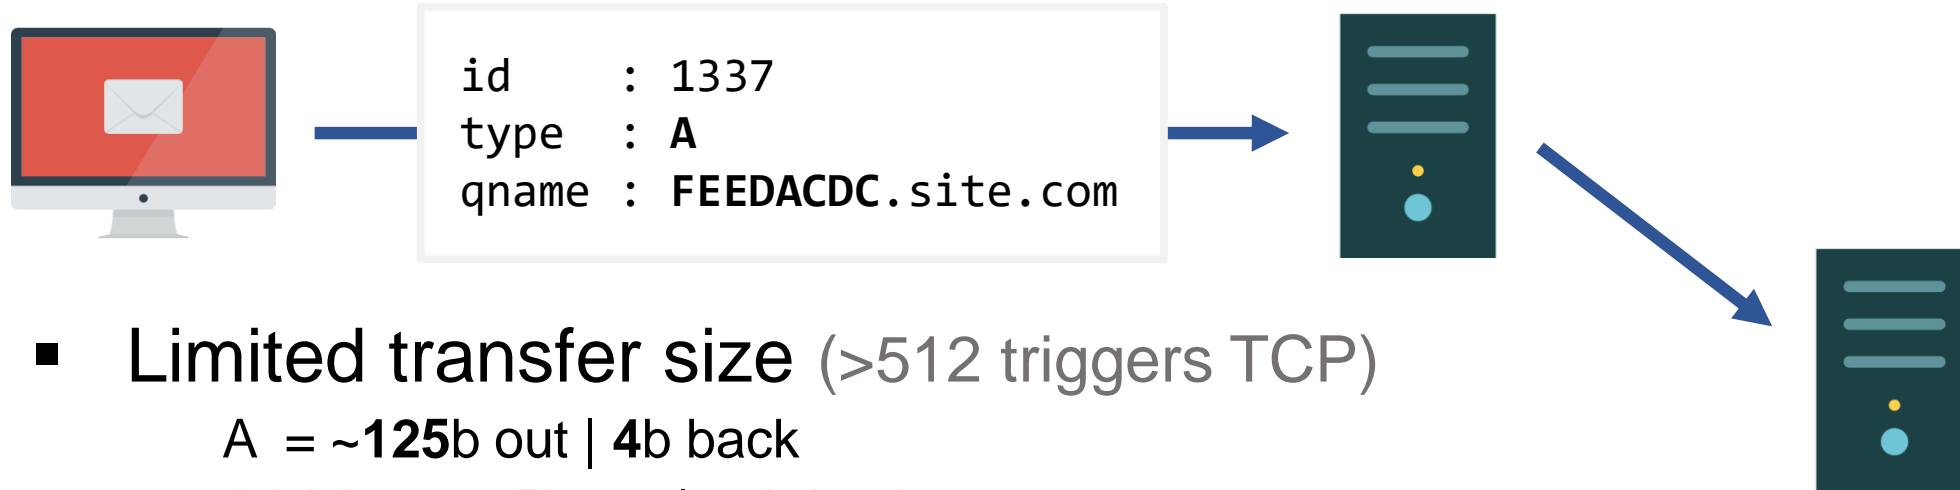 id : 1337
type : A
qname : FEEDACDC.site.com
▪ Limited transfer size (>512 triggers TCP)
A = ~125b out | 4b back